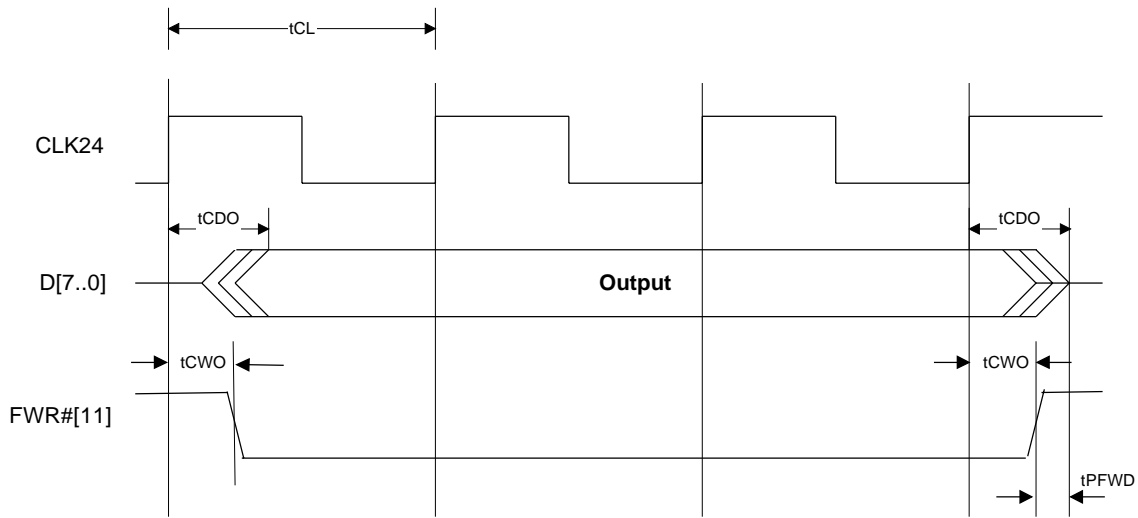 tCL
CLK24
tCDO
tCDO
D[7..0]
Output
tCWO
tCWO
FWR#[11]
tPFWD